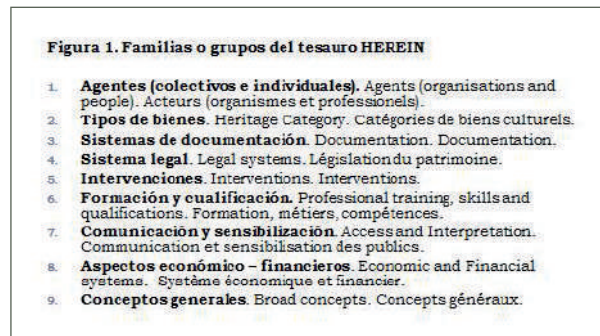 Figura 1. Familias o grupos del tesauro HEREIN
1. Agentes (colectivos e individuales). Agents (organisations and
people). Acteurs (organismes et professionels).
2. Tipos de bienes. Heritage Category. Catégories de biens culturels.
3. Sistemas de documentación. Documentation. Documentation.
4. Sistema legal. Legal systems. Législation du patrimoine.
5. Intervenciones. Interventions. Interventions.
6. Formación y cualificación. Professional training, skills and
qualifications. Formation, métiers, compétences.
7. Comunicación y sensibilización. Access and Interpretation.
Communication et sensibilisation des publics.
8. Aspectos económico – financieros. Economic and Financial
systems. Système économique et financier.
9. Conceptos generales. Broad concepts. Concepts généraux.